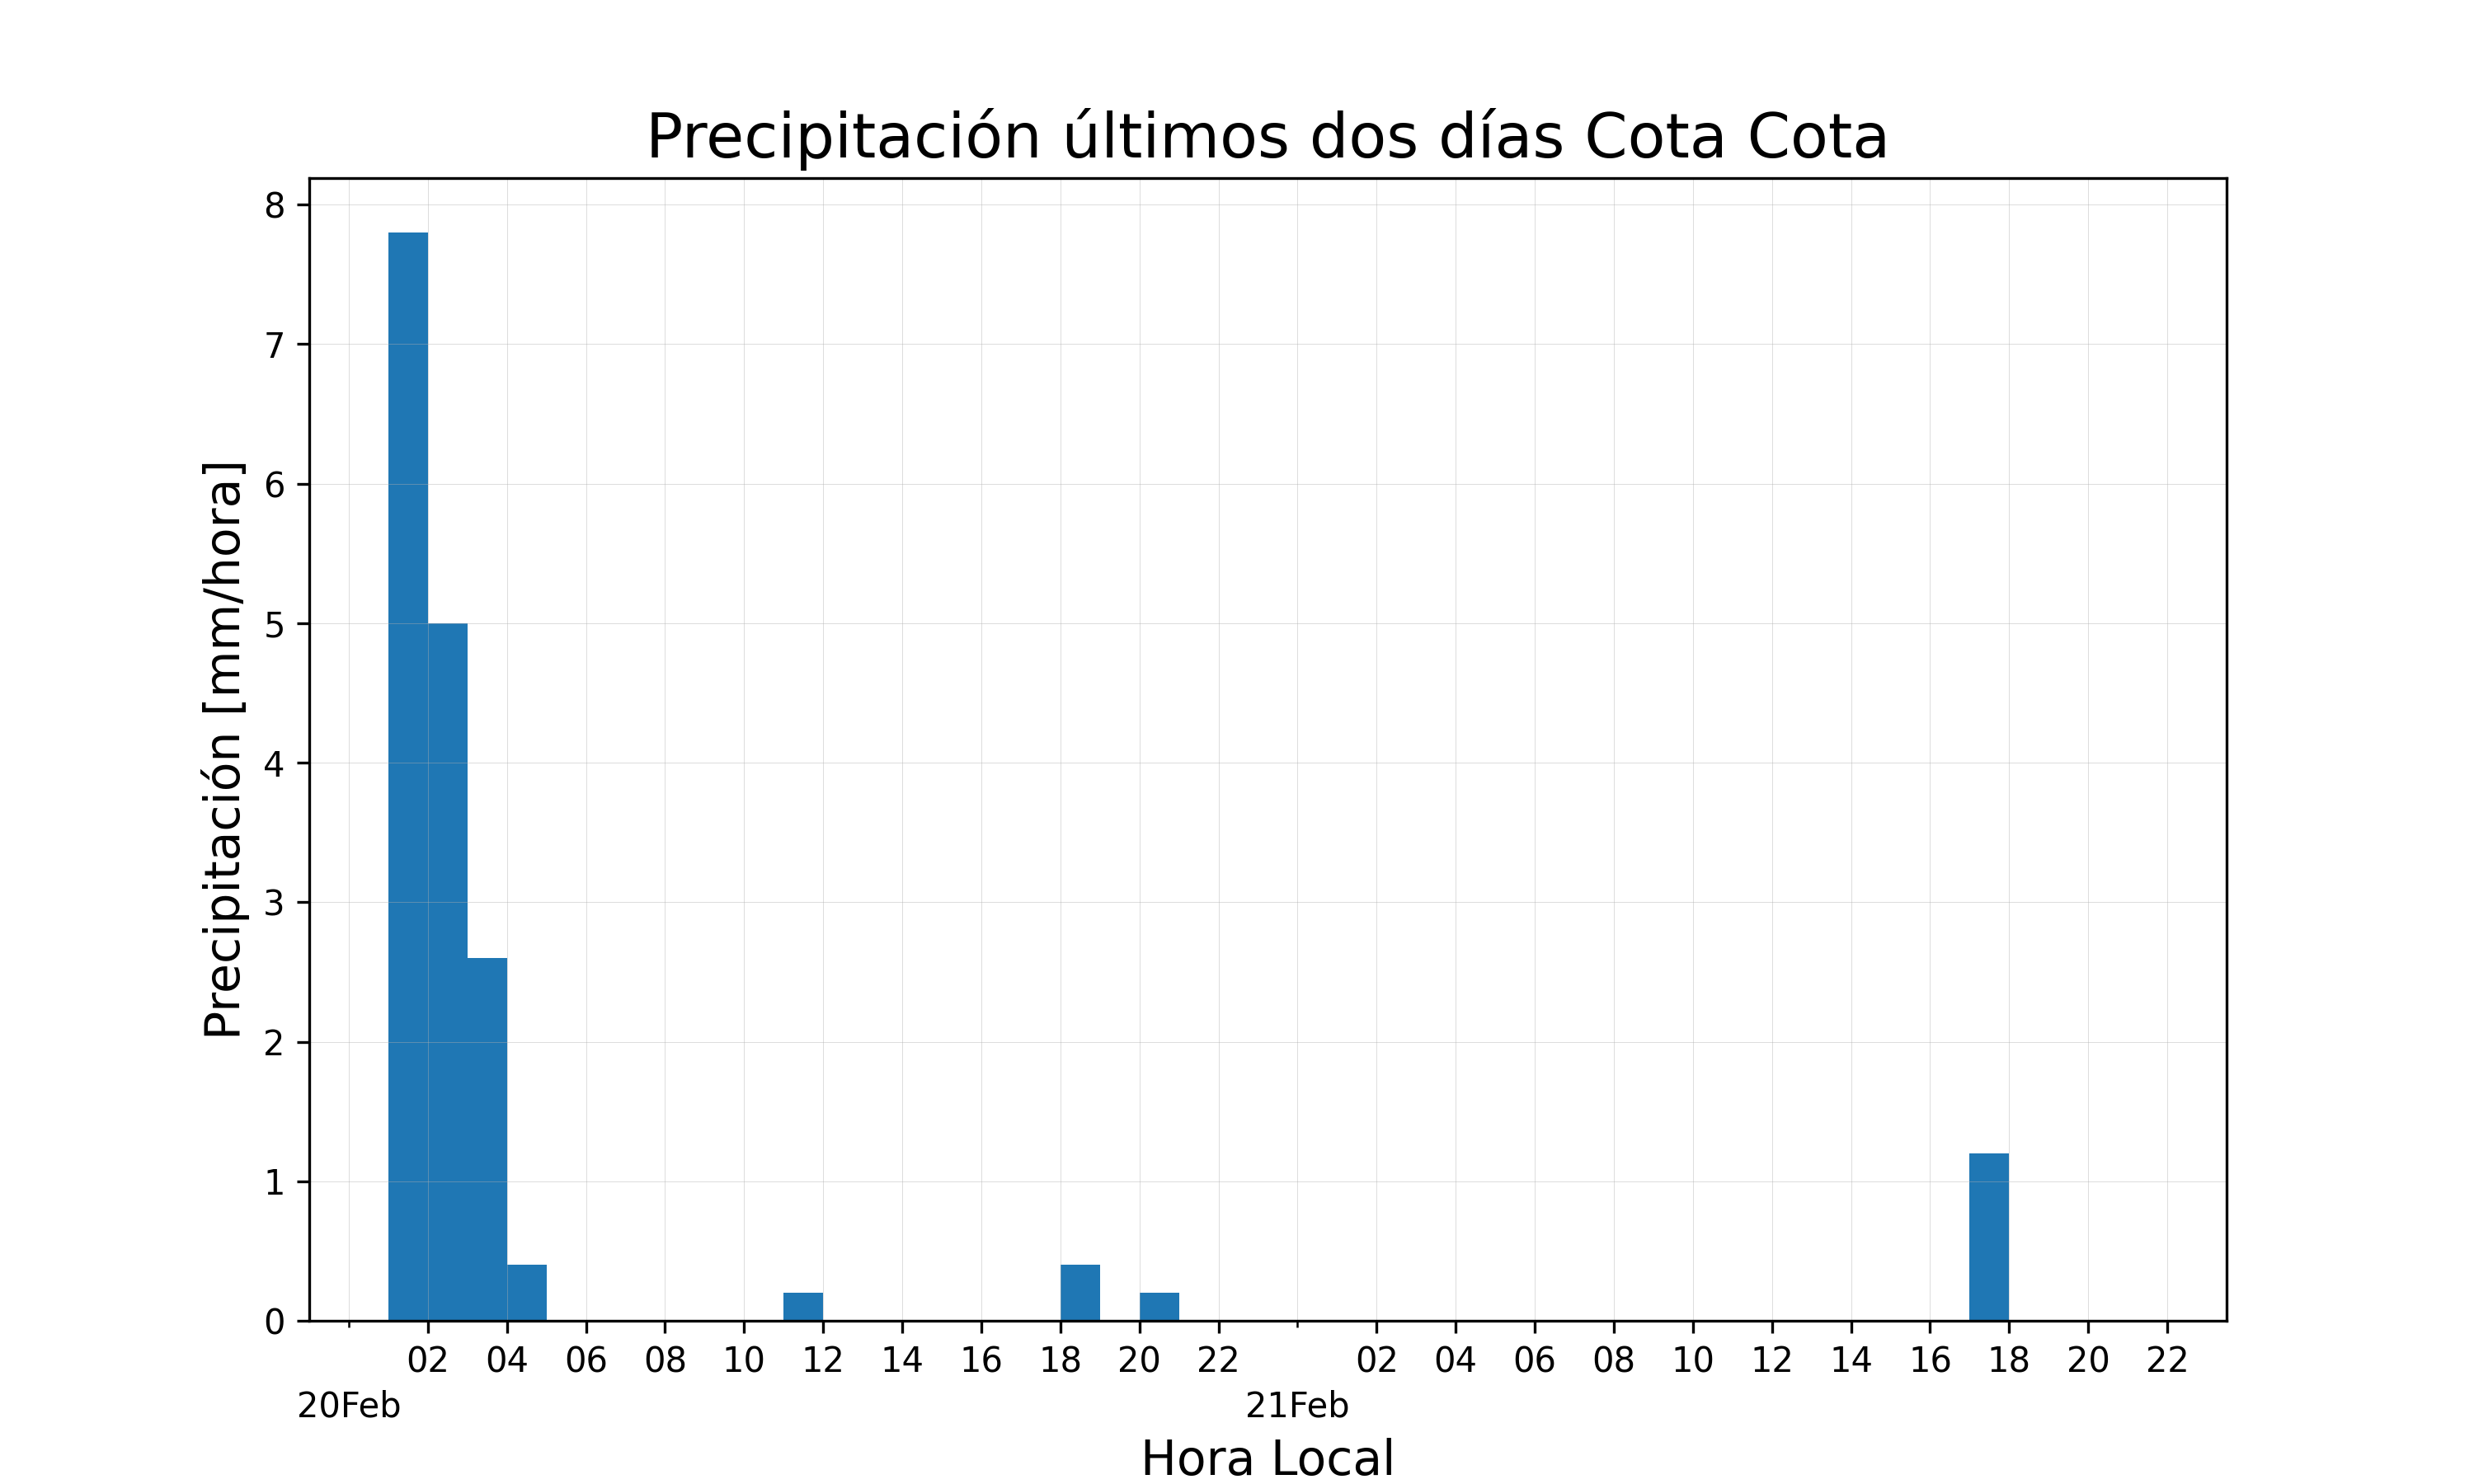 Precipitación últimos dos días Cota Cota
Precipitación [mm/hora]
8
7
6
5
4
3
2
1
0
02 04 06 08 10 12 14 16 18 20 22 02 04 06 08 10 12 14 16 18 20 22
20Feb 21Feb
Hora Local